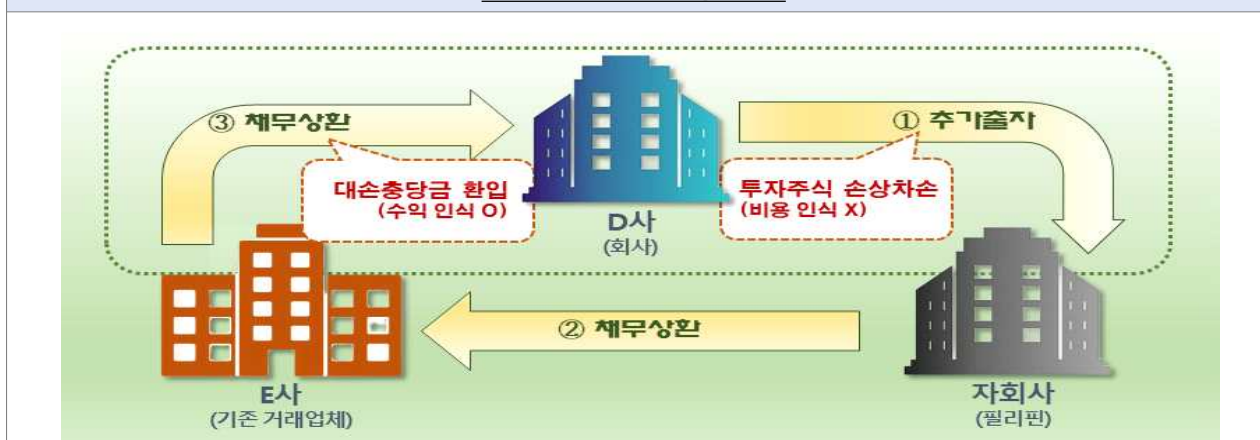 ③ 채무상환
① 추가출자
대손충당금 환입
(수익 인식 O)
투자주식 손상차손
(비용 인식 X)
D사
(회사)
② 채무상환
E사
(기존 거래업체)
자회사
(필리핀)